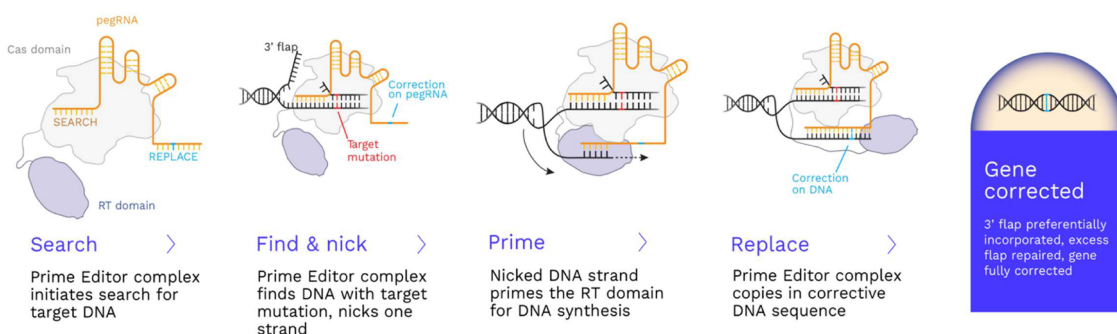 pegRNA
Cas domain
SEARCH
REPLACE
RT domain
Search
Prime Editor complex
initiates search for
target DNA
3’ flap
Correction
on pegRNA
Target
mutation
Find & nick
Prime Editor complex
finds DNA with target
mutation, nicks one
strand
Prime
Nicked DNA strand
primes the RT domain
for DNA synthesis
Correction
on DNA
Replace
Prime Editor complex
copies in corrective
DNA sequence
Gene
corrected
3’ flap preferentially
incorporated, excess
flap repaired, gene
fully corrected